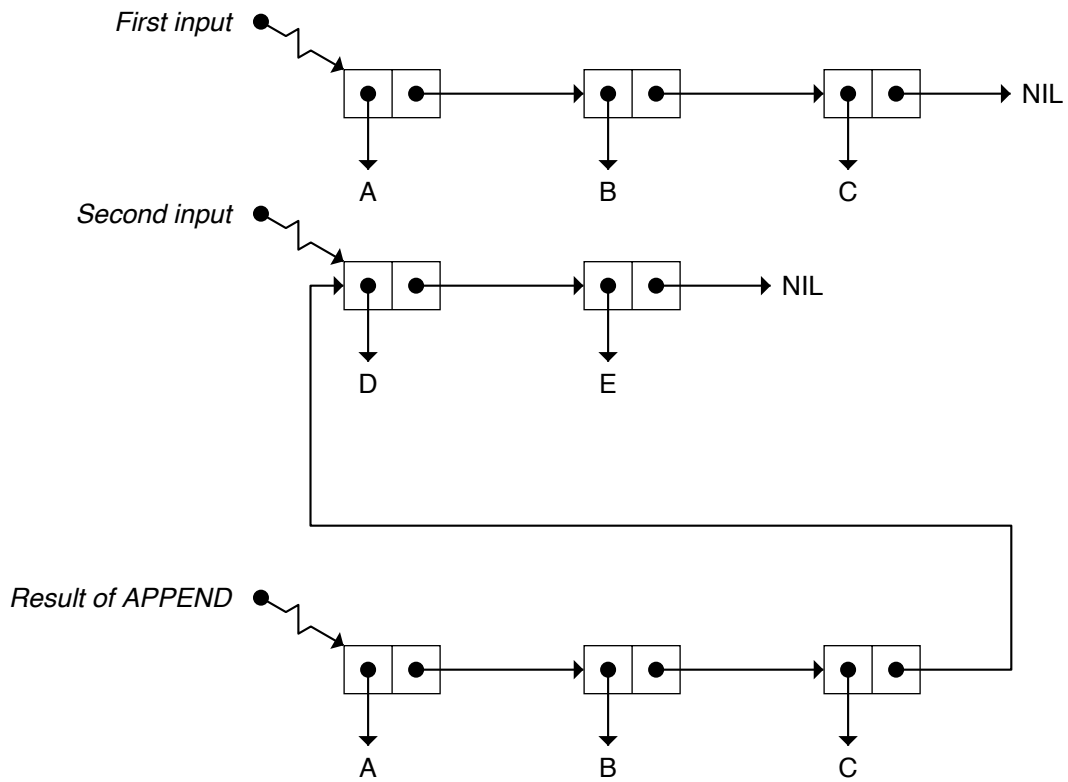 First input
NIL
A B C
Second input
NIL
D E
Result of APPEND
A B C